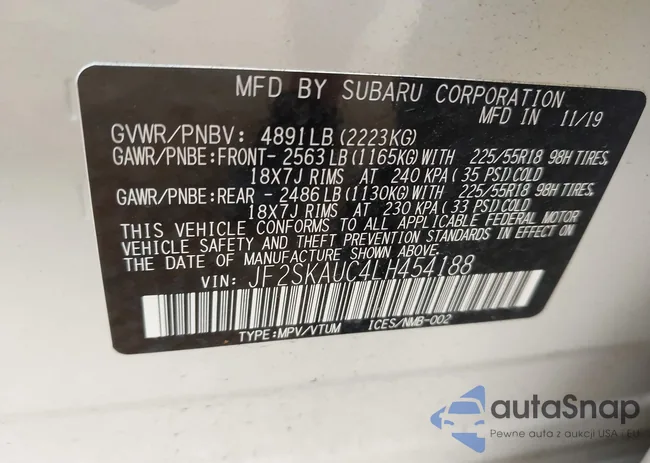 MFD BY SUBARU CORPORATION
MFD IN 11/19
GVWR/PNBV: 4891LB (2223KG)
GAWR/PNBE:FRONT- 2563 LB (1165KG) WITH 225/55R18 98H TIRES,
18X7J RIMS AT 240 KPA ( 35 PSI) COLD
GAWR/PNBE:REAR - 2486 LB (1130KG) WITH 225/55R18 98H TIRES,
18X7J RIMS AT 230 KPA ( 33 PSI) COLD
THIS VEHICLE CONFORMS TO ALL APPLICABLE FEDERAL MOTOR
VEHICLE SAFETY AND THEFT PREVENTION STANDARDS IN EFFECT ON
THE DATE OF MANUFACTURE SHOWN ABOVE.
VIN: JF2SKAUC4LH454188
TYPE:MPV/VTUM ICES/NMB-002
autaSnap
Pewne auta z aukcji USA i EU